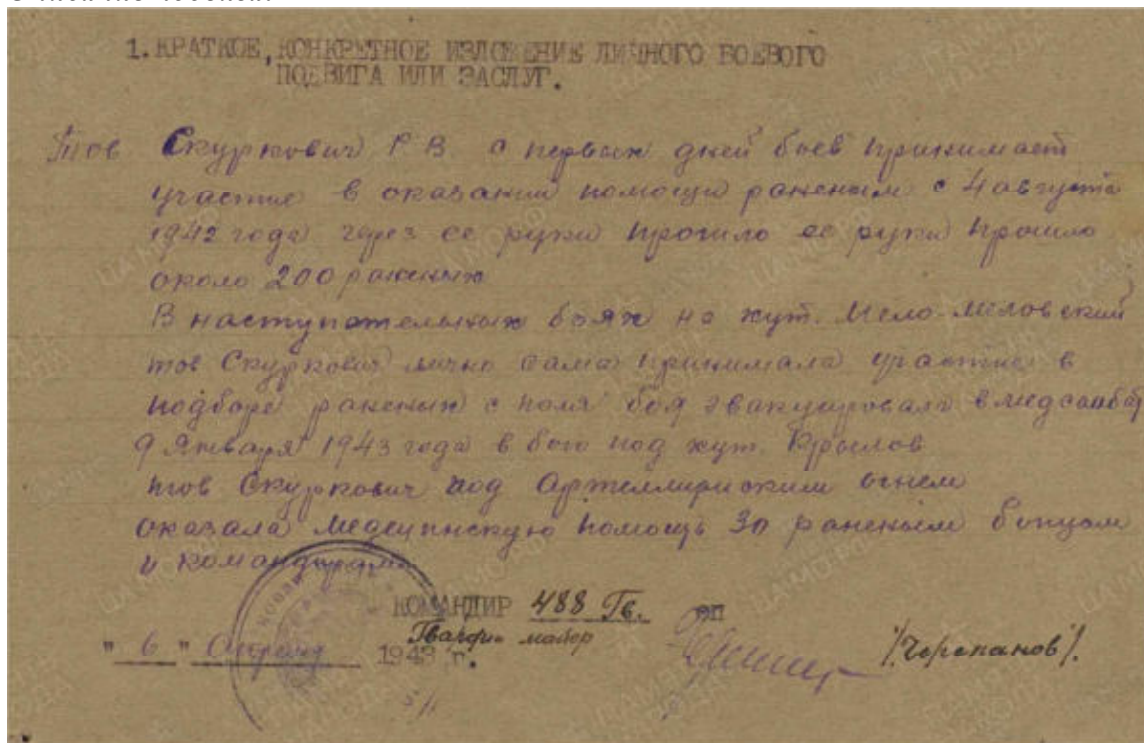 1. КРАТКОЕ, КОНКРЕТНОЕ ИЗЛОЖЕНИЕ ЛИЧНОГО БОЕВОГО
ПОДВИГА ИЛИ ЗАСЛУГ.
Тов Скуркович Р. В. с первых дней боев принимает
участие в оказании помощи раненым с 4 августа
1942 года через ее руки прошло ее руки прошло
около 200 раненых
В наступательных боях на хут. Мело-Меловский
тов Скуркович лично сама принимала участие в
подборе раненых с поля боя эвакуировала в медсанбат
9 Января 1943 года в бою под хут. Крылов
тов Скуркович под Артеллириским огнем
оказала медецинскую помощь 30 раненым бойцам
и командирам
КОМАНДИР 488 Гв. сп
Гвардии майор /Черепанов/.
" 6 " 1943 г.